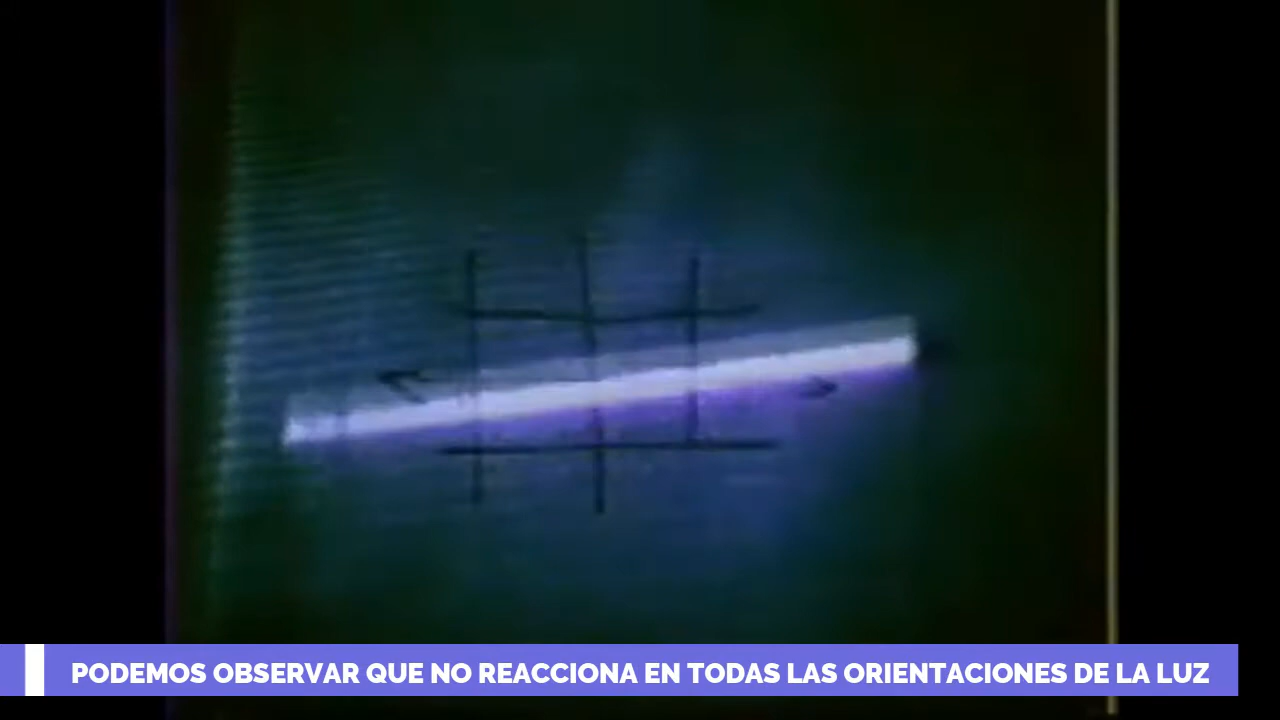 PODEMOS OBSERVAR QUE NO REACCIONA EN TODAS LAS ORIENTACIONES DE LA LUZ